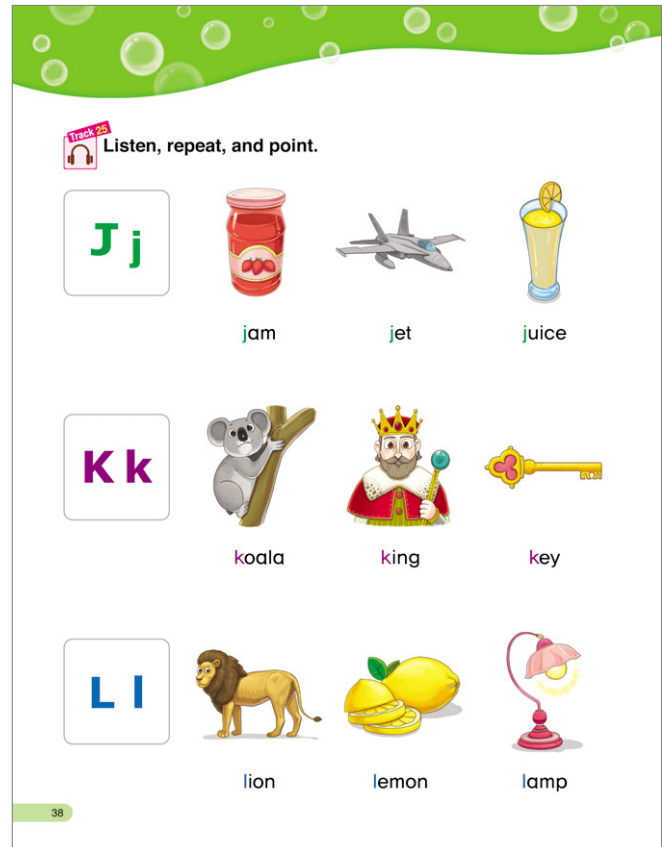 Track 25
Listen, repeat, and point.
J j
jam jet juice
K k
koala king key
L l
lion lemon lamp
38